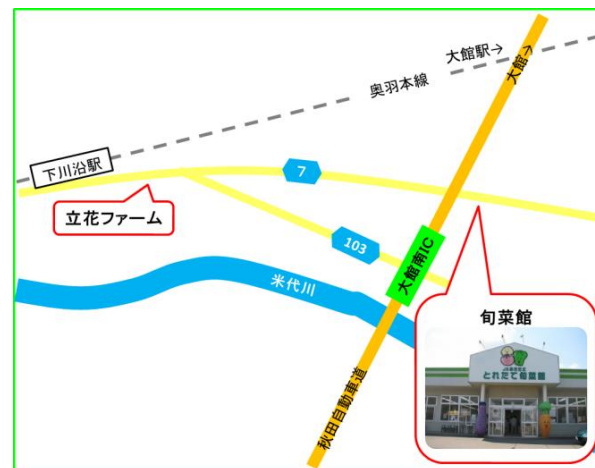 大館駅→
大館→
奥羽本線
下川沿駅
7
立花ファーム
103
大館南IC
米代川
旬菜館
とれたて旬菜館
秋田自動車道